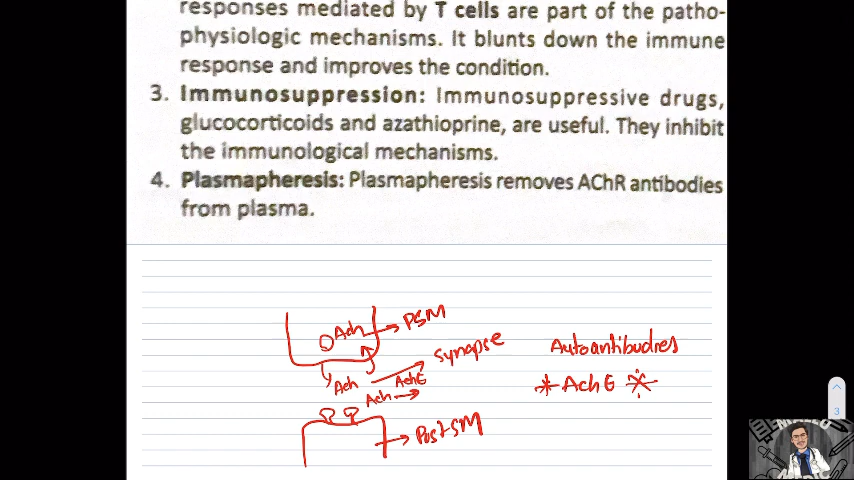 responses mediated by T cells are part of the patho-
physiologic mechanisms. It blunts down the immune
response and improves the condition.
3. Immunosuppression: Immunosuppressive drugs,
glucocorticoids and azathioprine, are useful. They inhibit
the immunological mechanisms.
4. Plasmapheresis: Plasmapheresis removes AChR antibodies
from plasma.
Ach
PSM
Synapse
Ach
AchE
Ach
PostSM
Autoantibodies
* AchE *
3